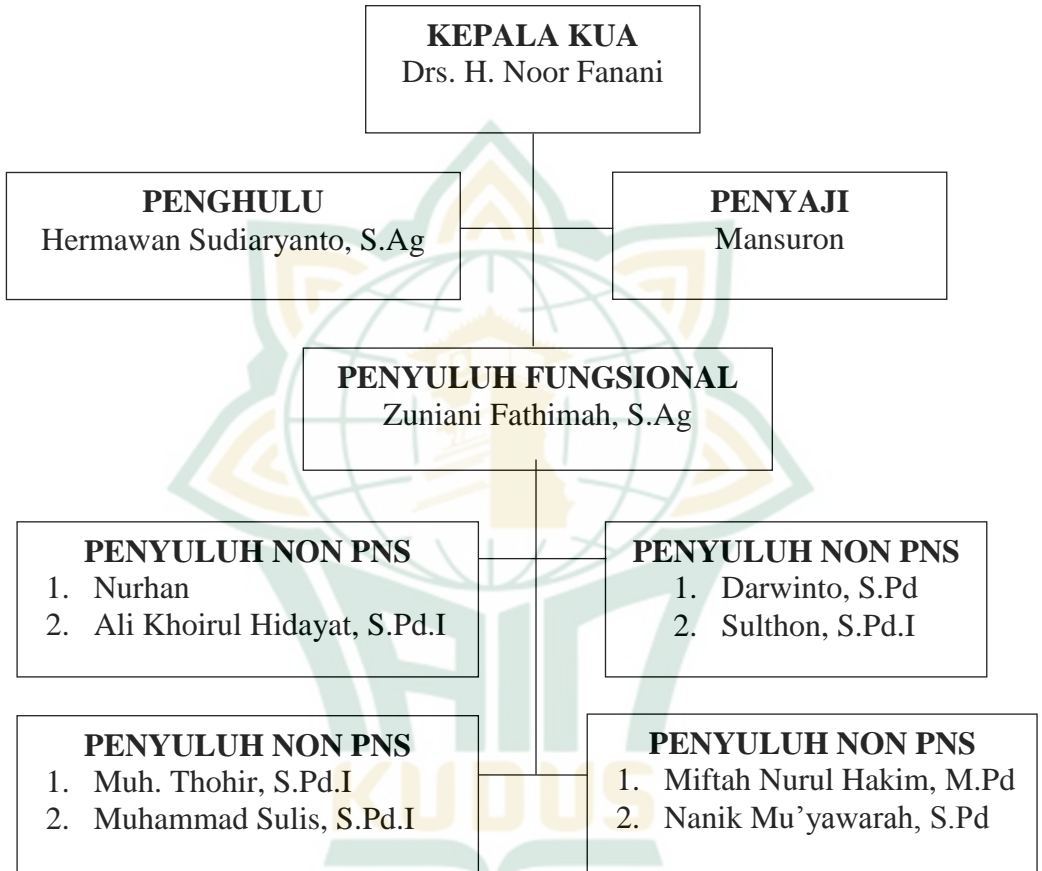 KEPALA KUA
Drs. H. Noor Fanani
PENGHULU
Hermawan Sudiaryanto, S.Ag
PENYAJI
Mansuron
PENYULUH FUNGSIONAL
Zuniani Fathimah, S.Ag
PENYULUH NON PNS
1. Nurhan
2. Ali Khoirul Hidayat, S.Pd.I
PENYULUH NON PNS
1. Darwinto, S.Pd
2. Sulthon, S.Pd.I
PENYULUH NON PNS
1. Muh. Thohir, S.Pd.I
2. Muhammad Sulis, S.Pd.I
PENYULUH NON PNS
1. Miftah Nurul Hakim, M.Pd
2. Nanik Mu’yawarah, S.Pd
KUDUS